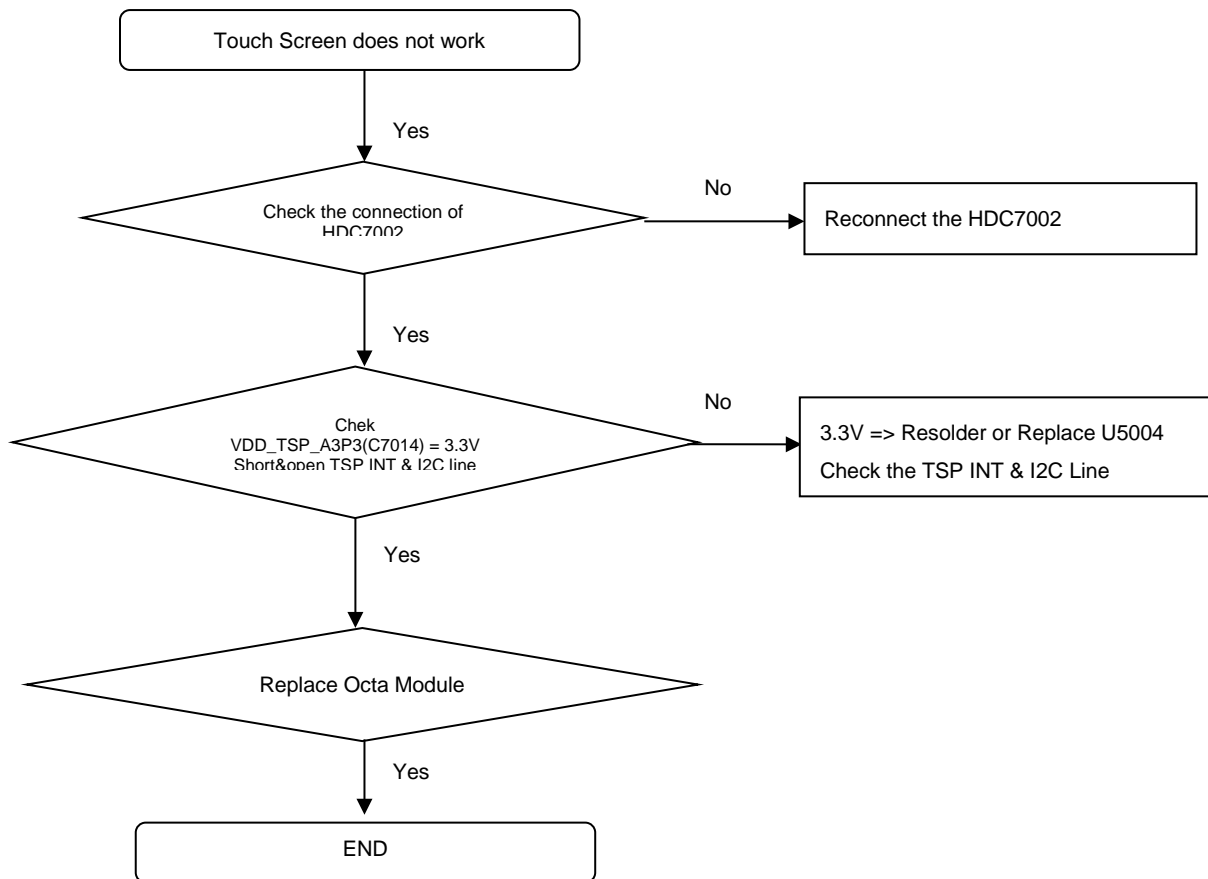 Touch Screen does not work
Yes
Check the connection of
HDC7002
No
Reconnect the HDC7002
Yes
Chek
VDD_TSP_A3P3(C7014) = 3.3V
Short&open TSP INT & I2C line
No
3.3V => Resolder or Replace U5004
Check the TSP INT & I2C Line
Yes
Replace Octa Module
Yes
END